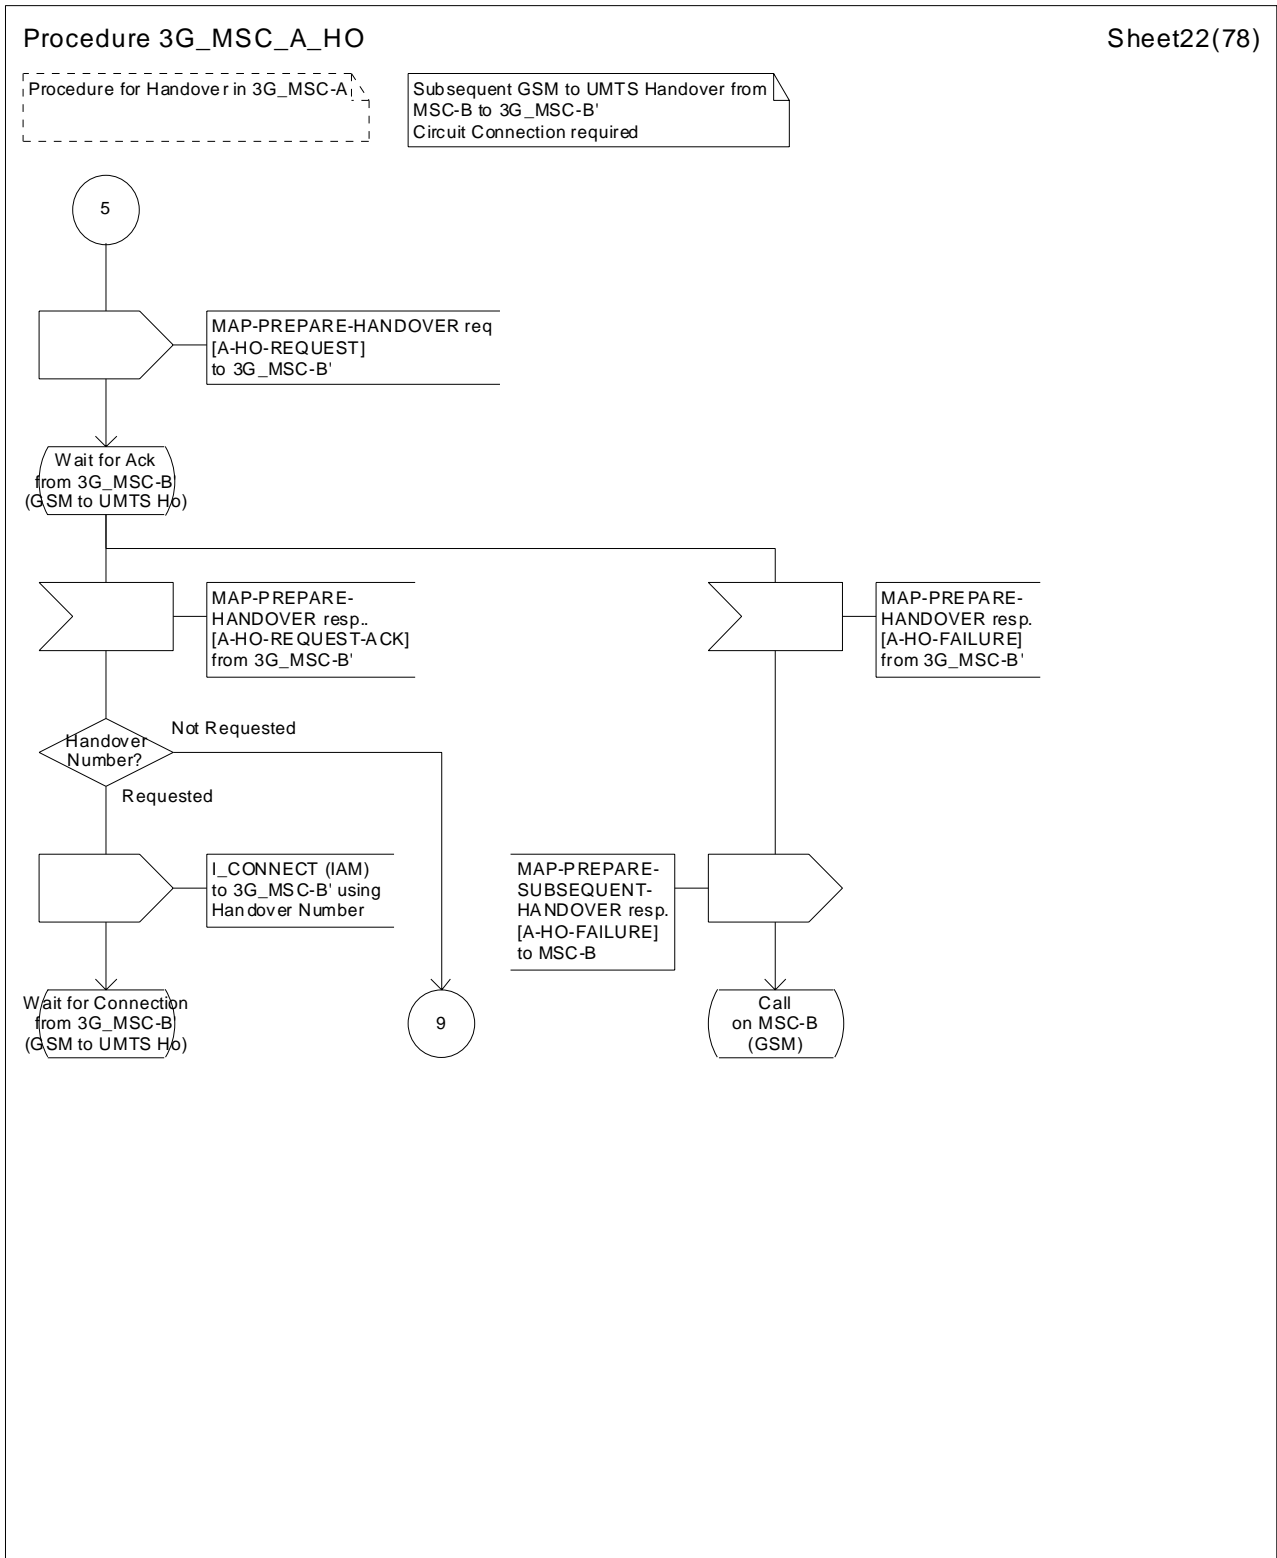 Procedure 3G_MSC_A_HO
Sheet22(78)
Procedure for Handover in 3G_MSC-A
Subsequent GSM to UMTS Handover from
MSC-B to 3G_MSC-B'
Circuit Connection required
5
MAP-PREPARE-HANDOVER req
[A-HO-REQUEST]
to 3G_MSC-B'
Wait for Ack
from 3G_MSC-B'
(GSM to UMTS Ho)
MAP-PREPARE-
HANDOVER resp..
[A-HO-REQUEST-ACK]
from 3G_MSC-B'
MAP-PREPARE-
HANDOVER resp.
[A-HO-FAILURE]
from 3G_MSC-B'
Handover
Number?
Not Requested
Requested
I_CONNECT (IAM)
to 3G_MSC-B' using
Handover Number
MAP-PREPARE-
SUBSEQUENT-
HANDOVER resp.
[A-HO-FAILURE]
to MSC-B
Wait for Connection
from 3G_MSC-B'
(GSM to UMTS Ho)
9
Call
on MSC-B
(GSM)